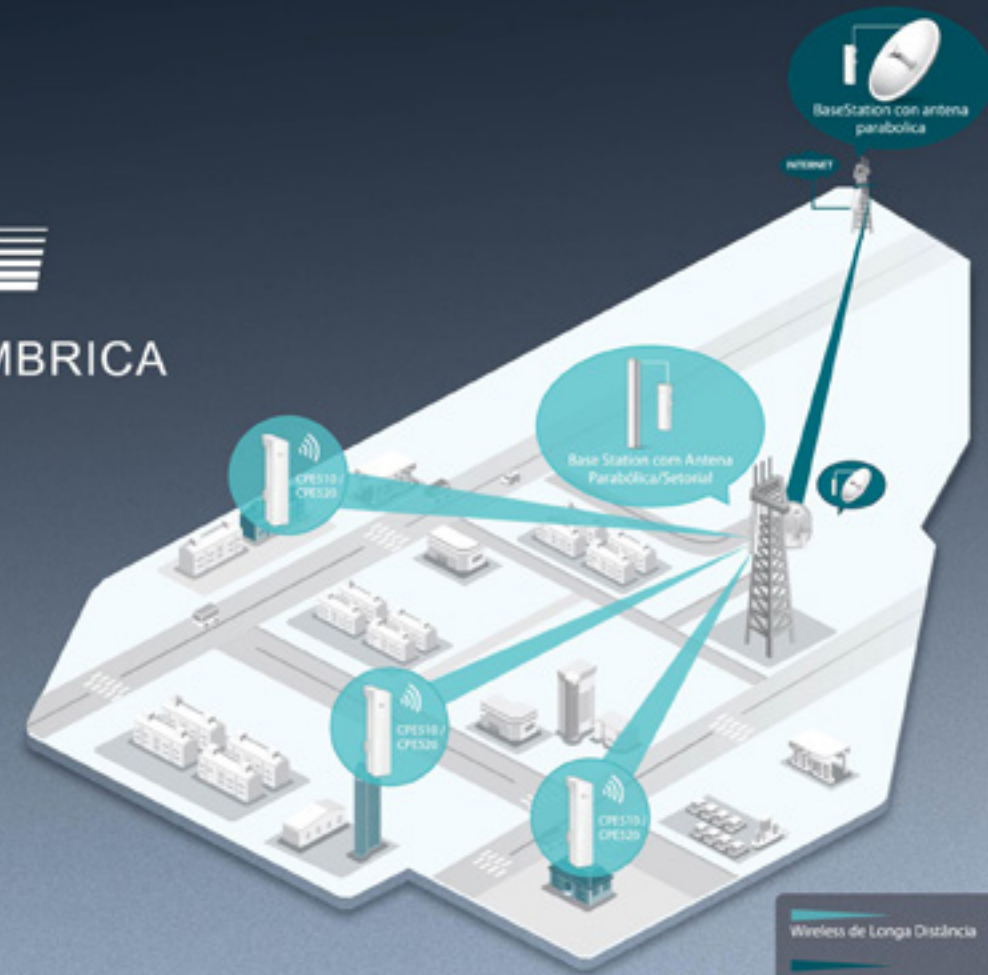 BaseStation con antena
parabolica
INTERNET
MBRICA
Base Station com Antena
Parabólica/Setorial
CPE510 /
CPE520
CPE510 /
CPE520
CPE510 /
CPE520
Wireless de Longa Distância